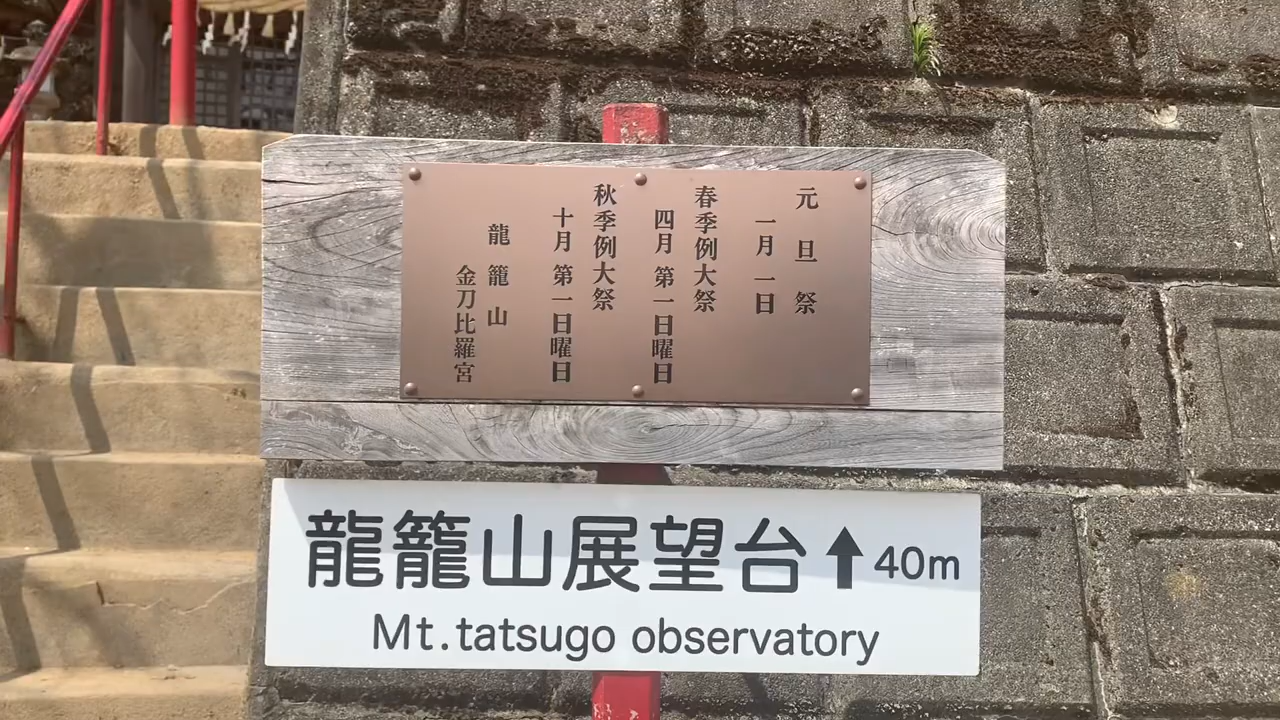 元旦祭
一月一日
春季例大祭
四月 第一日曜日
秋季例大祭
十月 第一日曜日
龍籠山
金刀比羅宮
龍籠山展望台↑40m
Mt.tatsugo observatory